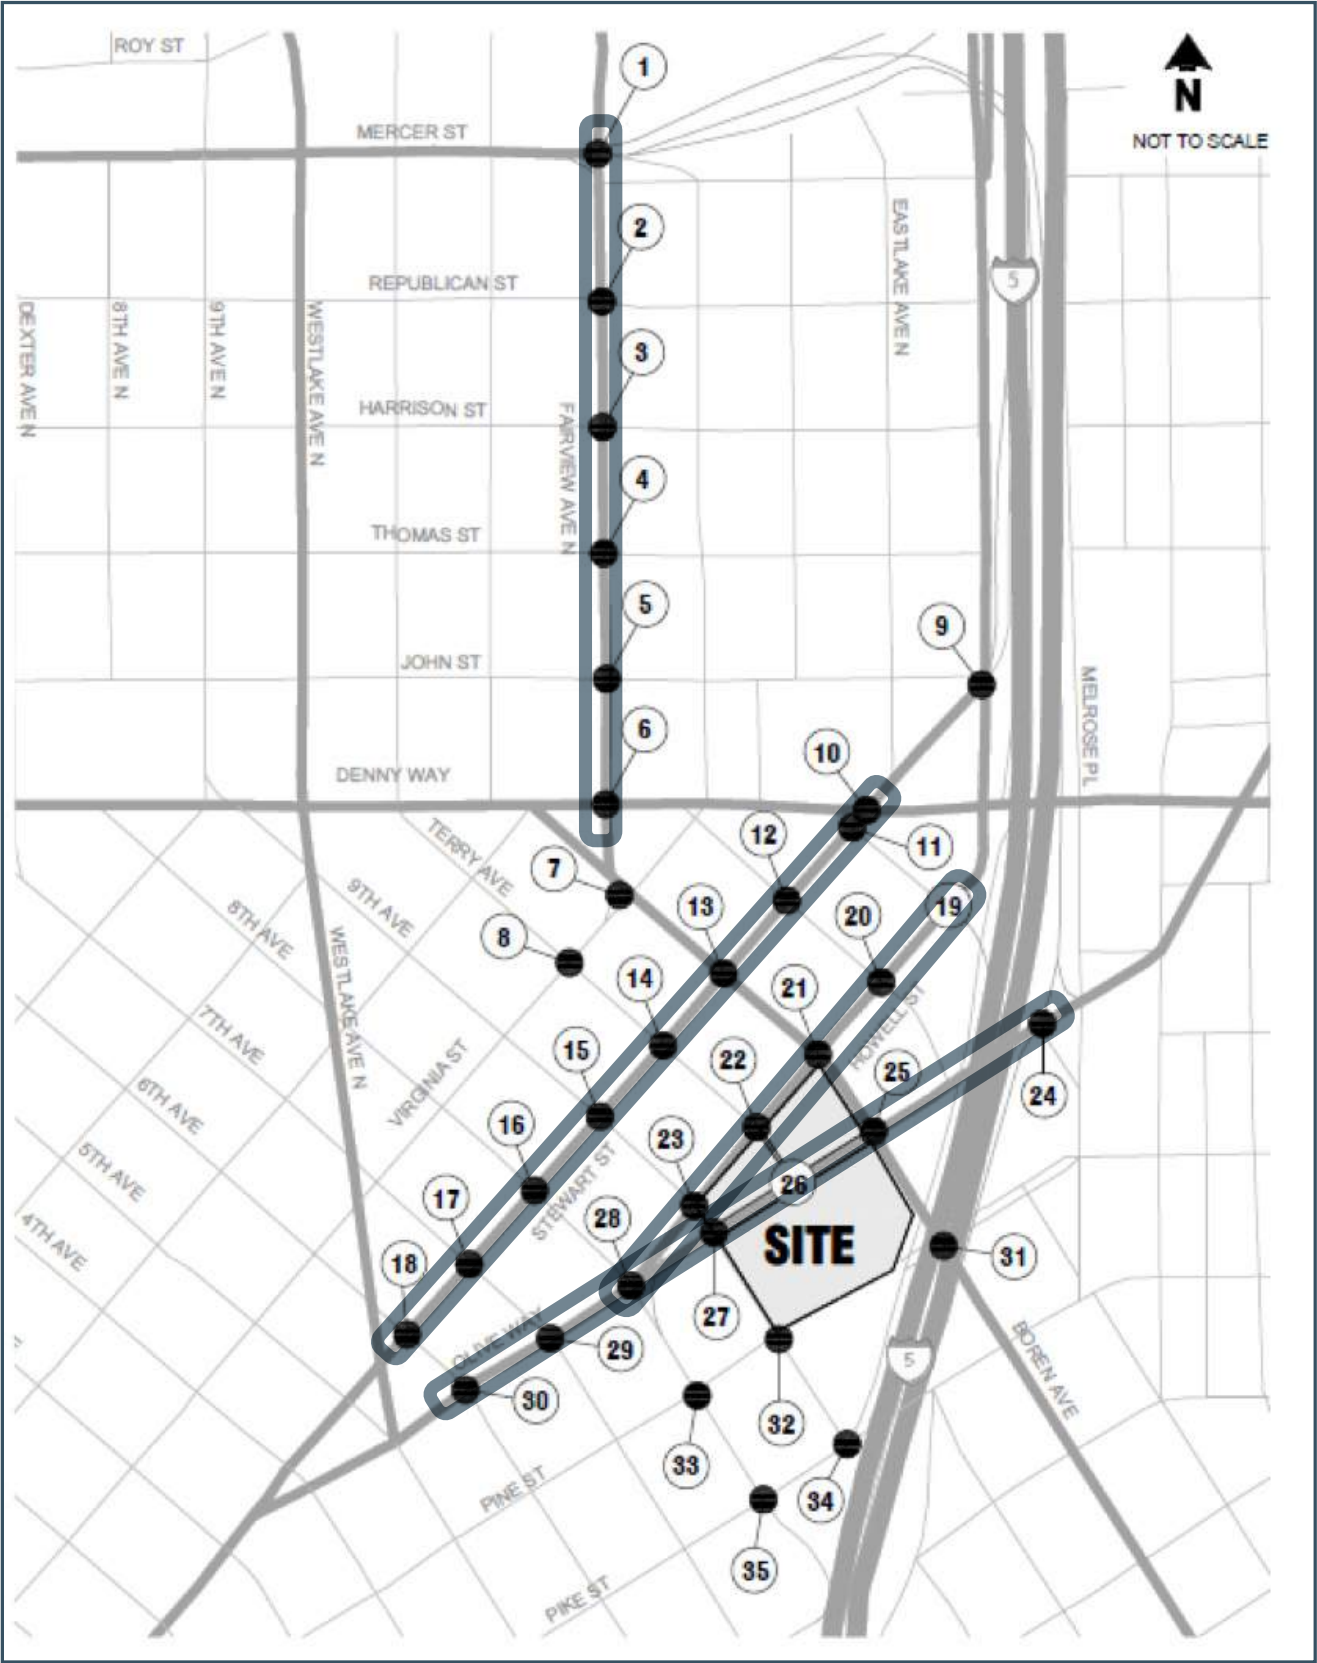 ROY ST
1
MERCER ST
N
NOT TO SCALE
2
EASTLAKE AVE N
REPUBLICAN ST
5
DEXTER AVE N
8TH AVE N
9TH AVE N
WESTLAKE AVE N
3
HARRISON ST
FAIRVIEW AVE N
4
THOMAS ST
5
9
JOHN ST
MELROSE PL
6
10
DENNY WAY
12
11
TERRY AVE
7
9TH AVE
13
20
19
8TH AVE
8
WESTLAKE AVE N
14
21
HOWELL ST
7TH AVE
VIRGINIA ST
15
22
25
24
6TH AVE
16
23
26
5TH AVE
STEWART ST
17
28
4TH AVE
SITE
31
18
27
OLIVE WAY
29
BOREN AVE
5
30
32
33
PINE ST
34
35
PIKE ST